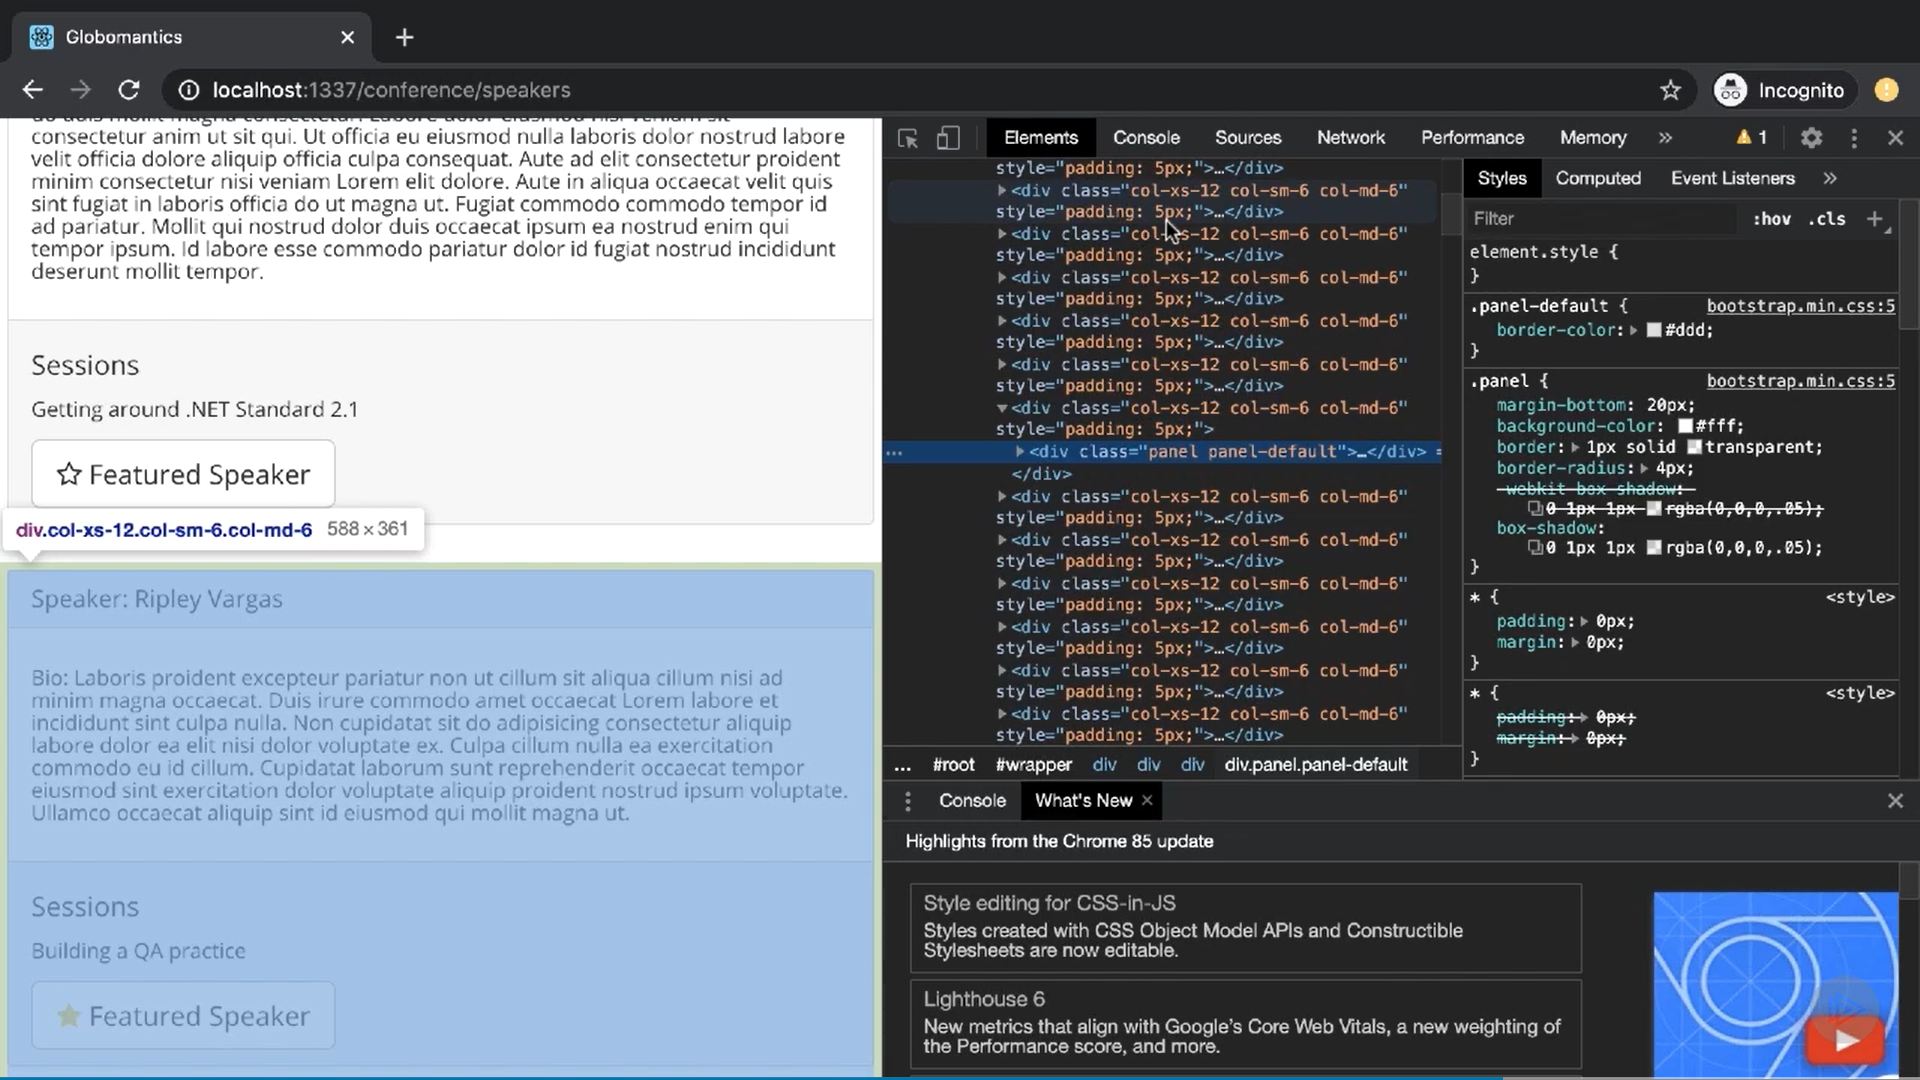 Globomantics
localhost:1337/conference/speakers
Incognito
consectetur anim ut sit qui. Ut officia eu eiusmod nulla laboris dolor nostrud labore
velit officia dolore aliquip officia culpa consequat. Aute ad elit consectetur proident
minim consectetur nisi veniam Lorem elit dolore. Aute in aliqua occaecat velit quis
sint fugiat in laboris officia do ut magna ut. Fugiat commodo commodo tempor id
ad pariatur. Mollit qui nostrud dolor duis occaecat ipsum ea nostrud enim qui
tempor ipsum. Id labore esse commodo pariatur dolor id fugiat nostrud incididunt
deserunt mollit tempor.
Sessions
Getting around .NET Standard 2.1
Featured Speaker
div.col-xs-12.col-sm-6.col-md-6 588 × 361
Speaker: Ripley Vargas
Bio: Laboris proident excepteur pariatur non ut cillum sit aliqua cillum nisi ad
minim magna occaecat. Duis irure commodo amet occaecat Lorem labore et
incididunt sint culpa nulla. Non cupidatat sit do adipisicing consectetur aliquip
labore dolor ea elit nisi dolor voluptate ex. Culpa cillum nulla ea exercitation
commodo eu id cillum. Cupidatat laborum sunt reprehenderit occaecat tempor
eiusmod sint exercitation dolor voluptate aliquip proident nostrud ipsum voluptate.
Ullamco occaecat aliquip sint id eiusmod qui mollit magna ut.
Sessions
Building a QA practice
Featured Speaker
Elements Console Sources Network Performance Memory » 1
style="padding: 5px;">…</div>
<div class="col-xs-12 col-sm-6 col-md-6"
style="padding: 5px;">…</div>
<div class="col-xs-12 col-sm-6 col-md-6"
style="padding: 5px;">…</div>
<div class="col-xs-12 col-sm-6 col-md-6"
style="padding: 5px;">…</div>
<div class="col-xs-12 col-sm-6 col-md-6"
style="padding: 5px;">…</div>
<div class="col-xs-12 col-sm-6 col-md-6"
style="padding: 5px;">…</div>
<div class="col-xs-12 col-sm-6 col-md-6"
style="padding: 5px;">
<div class="panel panel-default">…</div> =
</div>
<div class="col-xs-12 col-sm-6 col-md-6"
style="padding: 5px;">…</div>
<div class="col-xs-12 col-sm-6 col-md-6"
style="padding: 5px;">…</div>
<div class="col-xs-12 col-sm-6 col-md-6"
style="padding: 5px;">…</div>
<div class="col-xs-12 col-sm-6 col-md-6"
style="padding: 5px;">…</div>
<div class="col-xs-12 col-sm-6 col-md-6"
style="padding: 5px;">…</div>
<div class="col-xs-12 col-sm-6 col-md-6"
style="padding: 5px;">…</div>
... #root #wrapper div div div div.panel.panel-default
Styles Computed Event Listeners »
Filter :hov .cls +
element.style {
}
.panel-default { bootstrap.min.css:5
border-color: #ddd;
}
.panel { bootstrap.min.css:5
margin-bottom: 20px;
background-color: #fff;
border: 1px solid transparent;
border-radius: 4px;
-webkit-box-shadow:
0 1px 1px rgba(0,0,0,.05);
box-shadow:
0 1px 1px rgba(0,0,0,.05);
}
* { <style>
padding: 0px;
margin: 0px;
}
* { <style>
padding: 0px;
margin: 0px;
}
Console What's New
Highlights from the Chrome 85 update
Style editing for CSS-in-JS
Styles created with CSS Object Model APIs and Constructible
Stylesheets are now editable.
Lighthouse 6
New metrics that align with Google's Core Web Vitals, a new weighting of
the Performance score, and more.